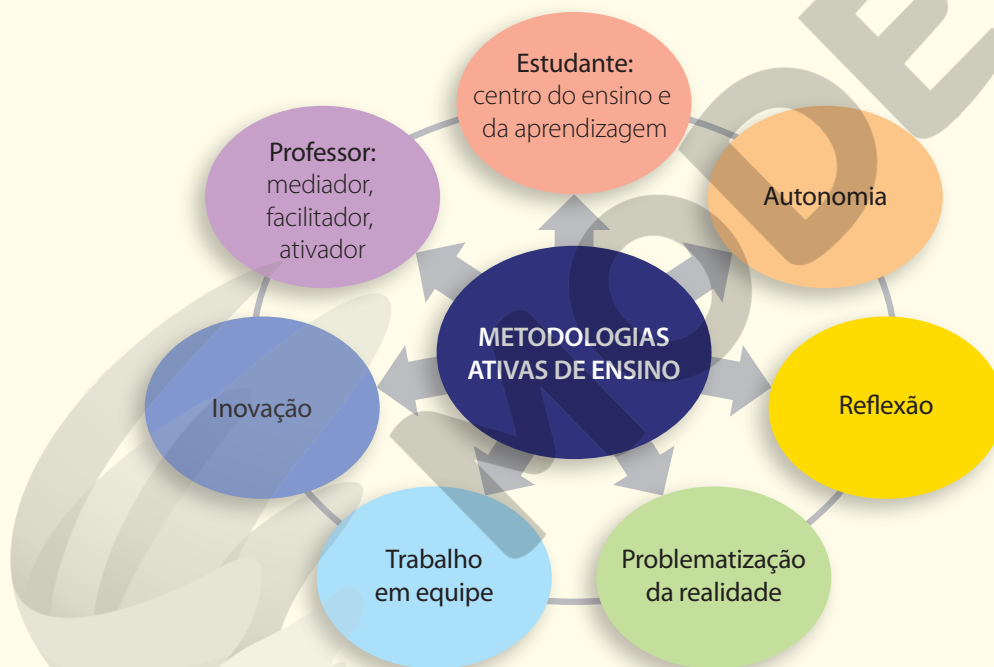 Estudante:
centro do ensino e
da aprendizagem
Professor:
mediador,
facilitador,
ativador
Autonomia
METODOLOGIAS
ATIVAS DE ENSINO
Inovação
Reflexão
Trabalho
em equipe
Problematização
da realidade